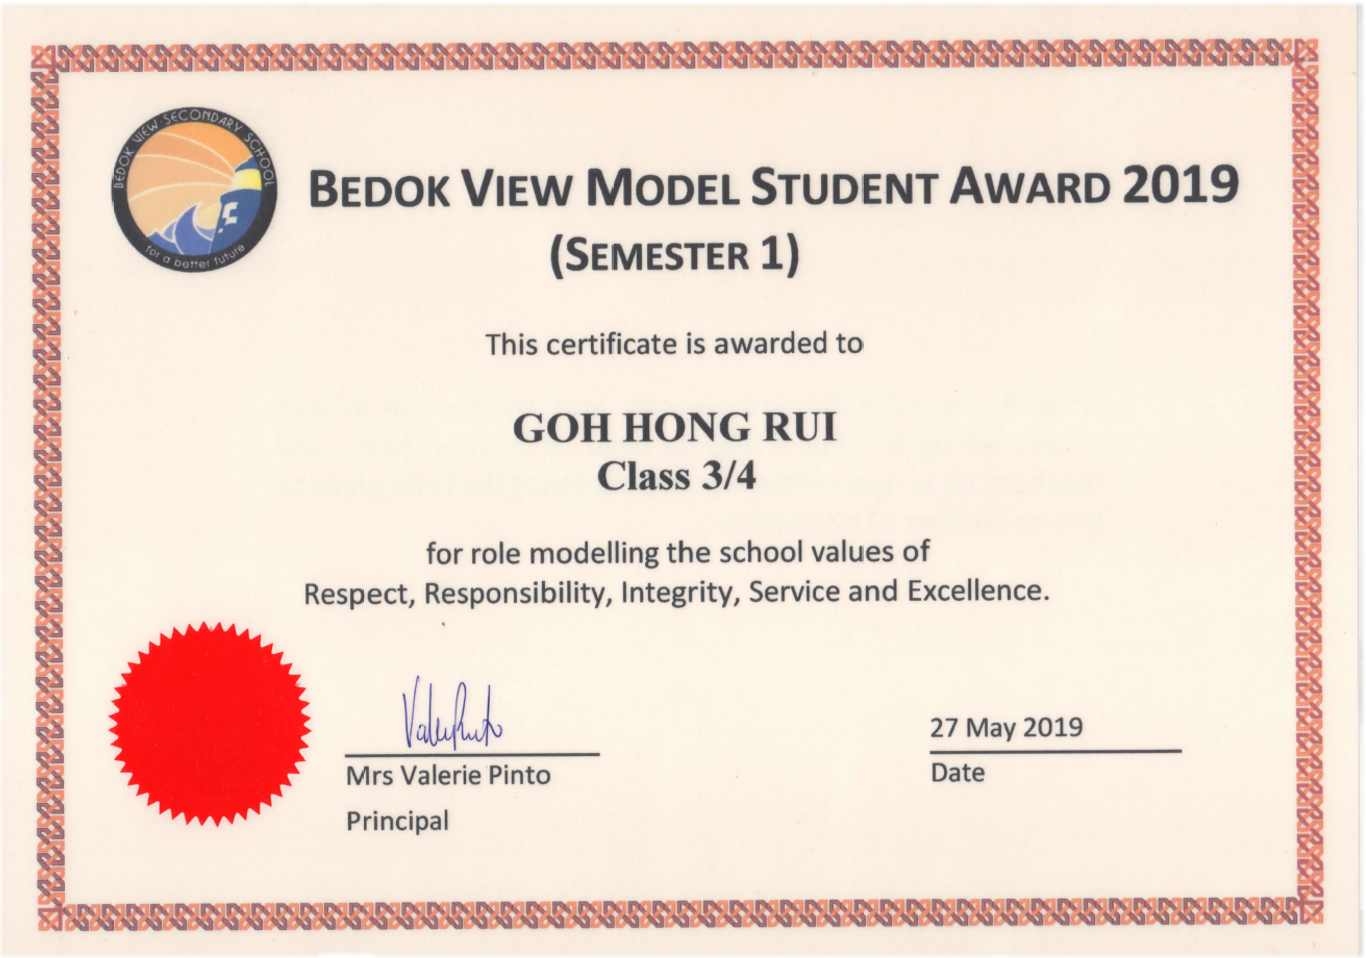 BEDOK VIEW SECONDARY SCHOOL
for a better future
BEDOK VIEW MODEL STUDENT AWARD 2019
(SEMESTER 1)
This certificate is awarded to
GOH HONG RUI
Class 3/4
for role modelling the school values of
Respect, Responsibility, Integrity, Service and Excellence.
27 May 2019
Mrs Valerie Pinto
Date
Principal